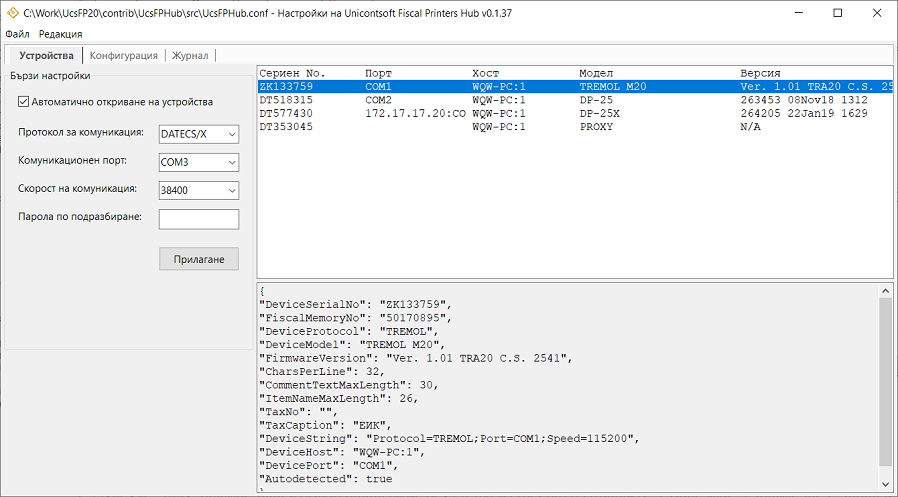 C:\Work\UcsFP20\contrib\UcsFPHub\src\UcsFPHub.conf - Настройки на Unicontsoft Fiscal Printers Hub v0.1.37
Файл Редакция
Устройства Конфигурация Журнал
Бързи настройки
Автоматично откриване на устройства
Протокол за комуникация: DATECS/X
Комуникационен порт: COM3
Скорост на комуникация: 38400
Парола по подразбиране:
Прилагане
Сериен No. Порт Хост Модел Версия
ZK133759 COM1 WQW-PC:1 TREMOL M20 Ver. 1.01 TRA20 C.S. 25
DT518315 COM2 WQW-PC:1 DP-25 263453 08Nov18 1312
DT577430 172.17.17.20:CO WQW-PC:1 DP-25X 264205 22Jan19 1629
DT353045 WQW-PC:1 PROXY N/A
{
"DeviceSerialNo": "ZK133759",
"FiscalMemoryNo": "50170895",
"DeviceProtocol": "TREMOL",
"DeviceModel": "TREMOL M20",
"FirmwareVersion": "Ver. 1.01 TRA20 C.S. 2541",
"CharsPerLine": 32,
"CommentTextMaxLength": 30,
"ItemNameMaxLength": 26,
"TaxNo": "",
"TaxCaption": "ЕИК",
"DeviceString": "Protocol=TREMOL;Port=COM1;Speed=115200",
"DeviceHost": "WQW-PC:1",
"DevicePort": "COM1",
"Autodetected": true